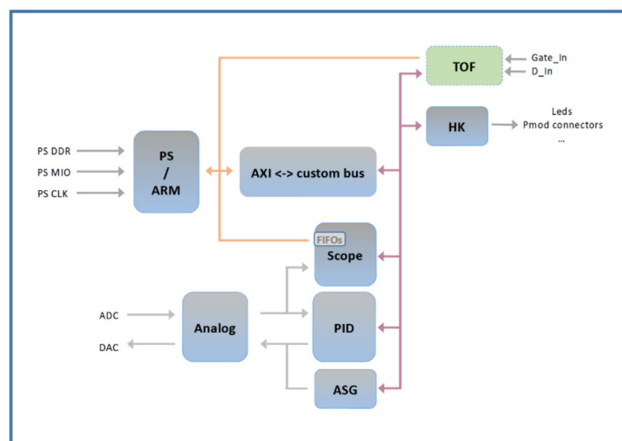 TOF
Gate_In
D_In
HK
Leds
Pmod connectors
...
PS DDR
PS MIO
PS CLK
PS
/
ARM
AXI <-> custom bus
FIFOs
Scope
ADC
DAC
Analog
PID
ASG